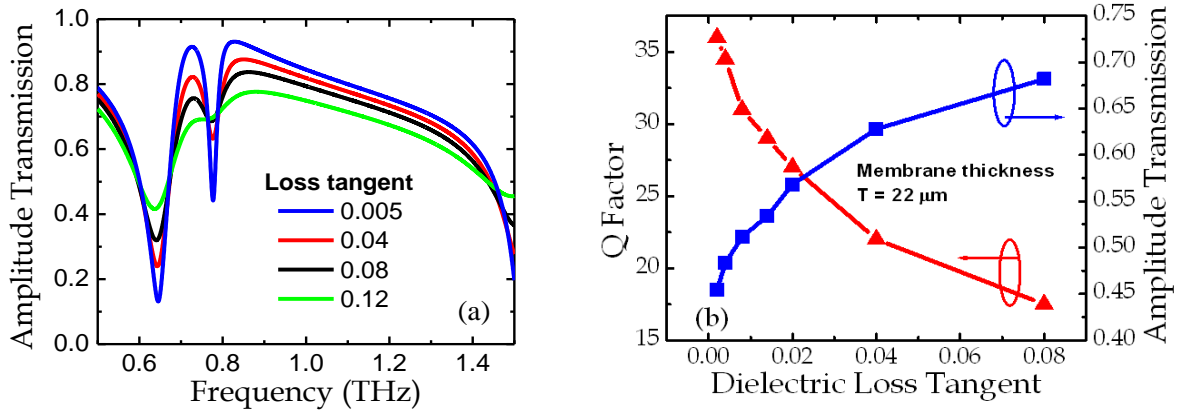 Amplitude Transmission
1.0
0.8
0.6
0.4
0.2
0.0
Loss tangent
0.005
0.04
0.08
0.12
(a)
0.6 0.8 1.0 1.2 1.4
Frequency (THz)
Q Factor
35
30
25
20
15
Membrane thickness
T = 22 μm
(b)
0.00 0.02 0.04 0.06 0.08
Dielectric Loss Tangent
0.75
0.70
0.65
0.60
0.55
0.50
0.45
0.40
Amplitude Transmission